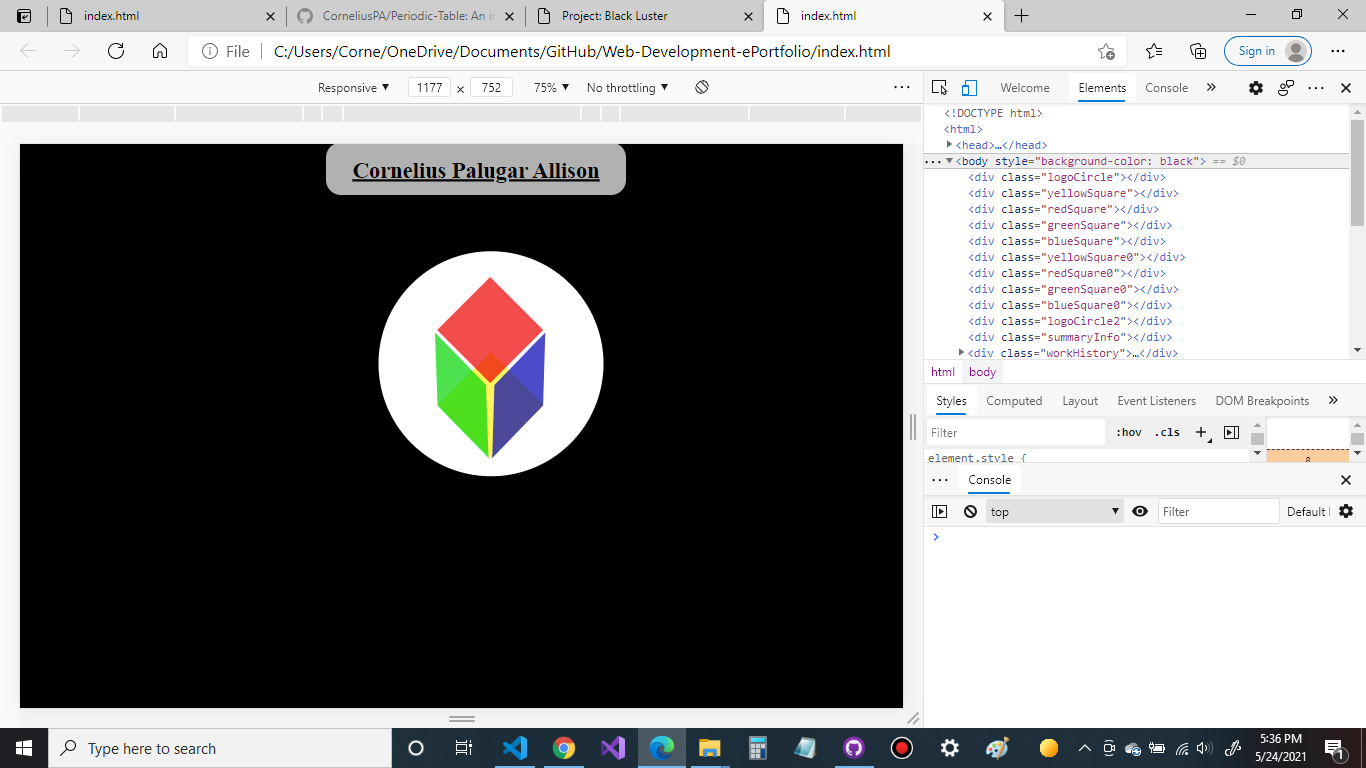 index.html
CorneliusPA/Periodic-Table: An in
Project: Black Luster
index.html
File
C:/Users/Corne/OneDrive/Documents/GitHub/Web-Development-ePortfolio/index.html
Sign in
Responsive ▼ 1177 × 752 75% ▼ No throttling ▼
Welcome Elements Console »
<!DOCTYPE html>
<html>
▶<head>…</head>
…▼<body style="background-color: black"> == $0
<div class="logoCircle"></div>
<div class="yellowSquare"></div>
<div class="redSquare"></div>
<div class="greenSquare"></div>
<div class="blueSquare"></div>
<div class="yellowSquare0"></div>
<div class="redSquare0"></div>
<div class="greenSquare0"></div>
<div class="blueSquare0"></div>
<div class="logoCircle2"></div>
<div class="summaryInfo"></div>
▶<div class="workHistory">…</div>
html body
Styles Computed Layout Event Listeners DOM Breakpoints »
Filter :hov .cls +
element.style {
8
Console
top ▼ Filter Default
Cornelius Palugar Allison
Type here to search
5:36 PM
5/24/2021
1